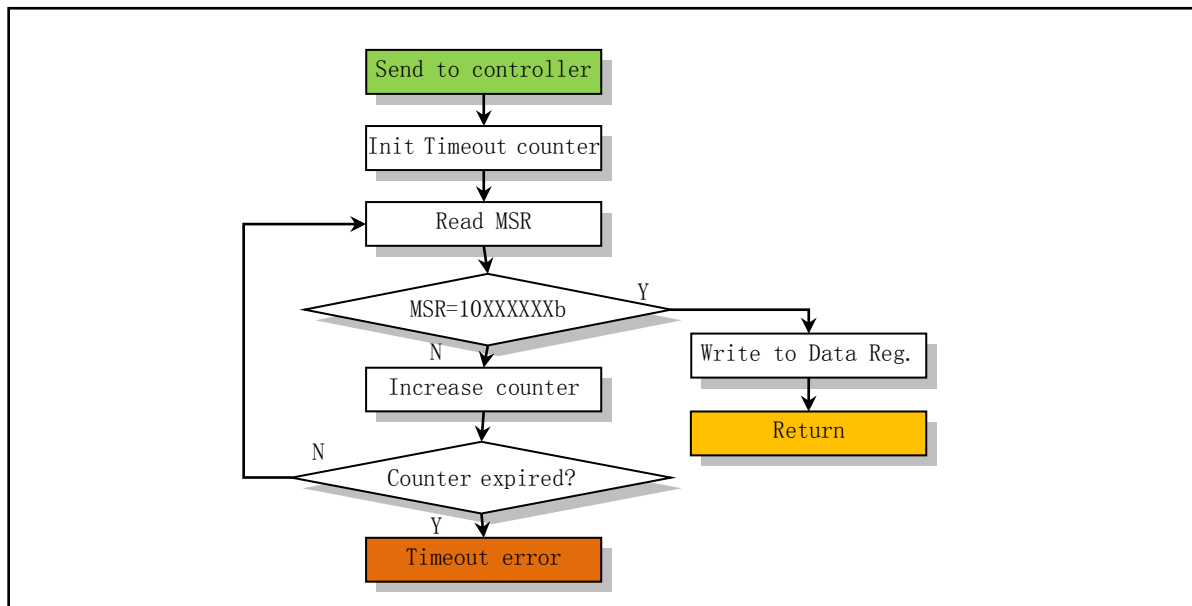 Send to controller
Init Timeout counter
Read MSR
MSR=10XXXXXXb
Y
N
Write to Data Reg.
Increase counter
Return
N
Counter expired?
Y
Timeout error